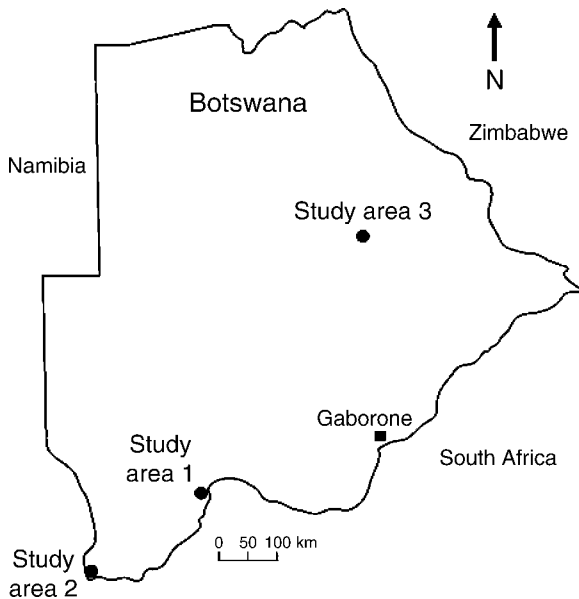 N
Botswana
Zimbabwe
Namibia
Study area 3
Gaborone
South Africa
Study
area 1
0 50 100 km
Study
area 2